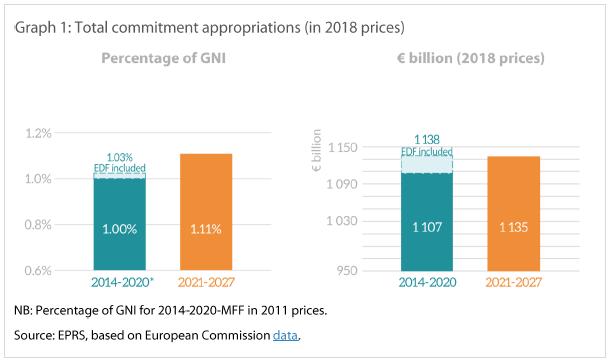 Graph 1: Total commitment appropriations (in 2018 prices)
Percentage of GNI
1.2%
1.0%
0.8%
0.6%
1.03%
EDF included
1.00%
1.11%
2014-2020*
2021-2027
€ billion (2018 prices)
€ billion
1 150
1 090
1 030
950
1 138
EDF included
1 107
1 135
2014-2020
2021-2027
NB: Percentage of GNI for 2014-2020-MFF in 2011 prices.
Source: EPRS, based on European Commission data.